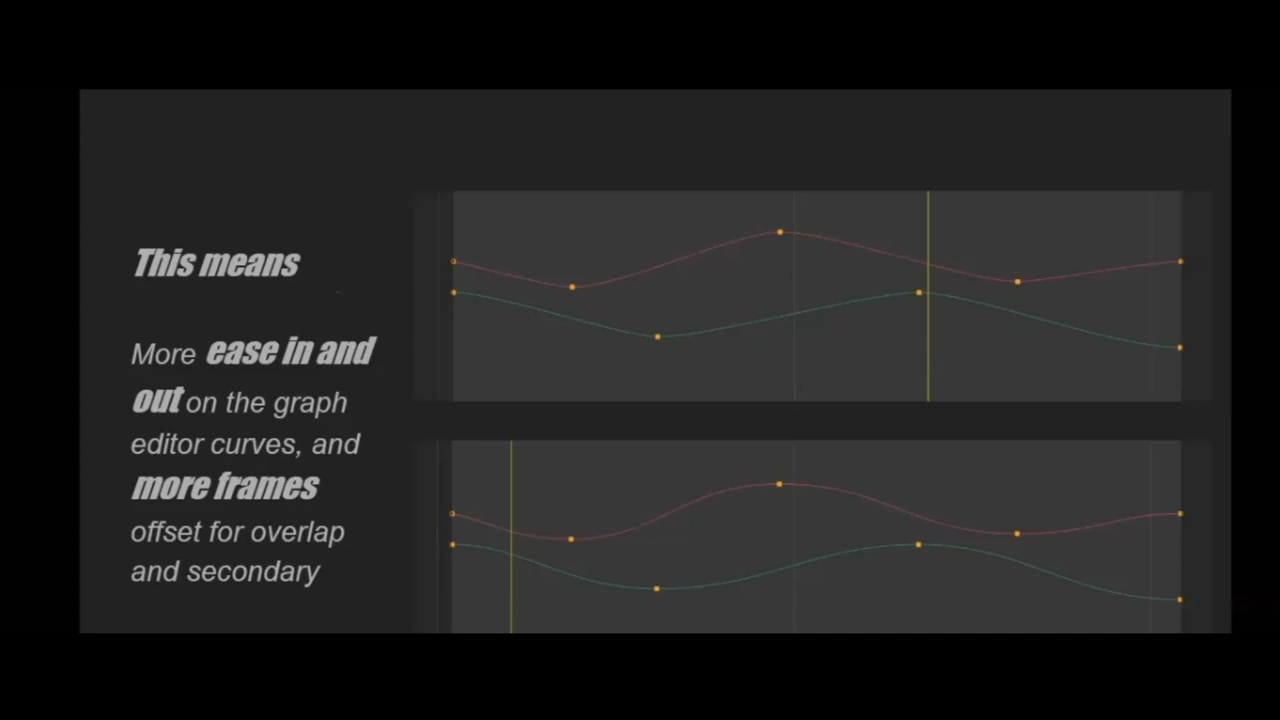 This means
More ease in and
out on the graph
editor curves, and
more frames
offset for overlap
and secondary